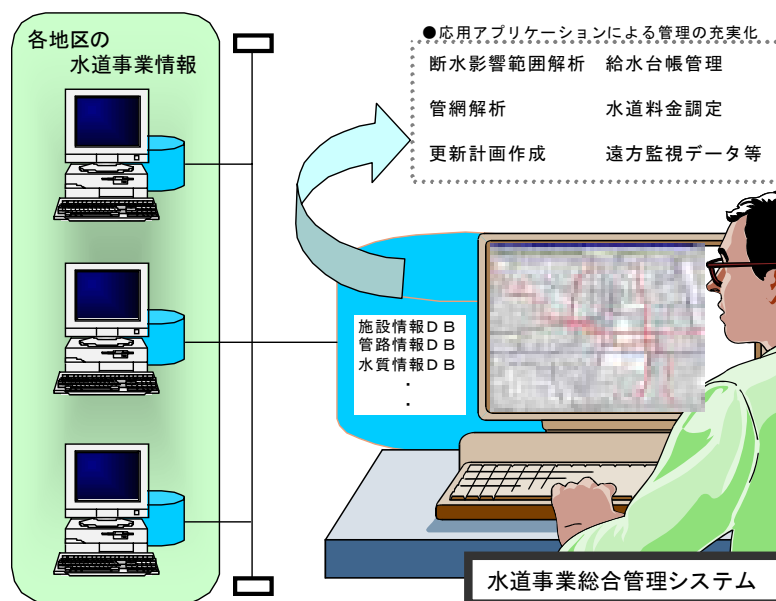 各地区の
水道事業情報
●応用アプリケーションによる管理の充実化
断水影響範囲解析 給水台帳管理
管網解析 水道料金調定
更新計画作成 遠方監視データ等
施設情報ＤＢ
管路情報ＤＢ
水質情報ＤＢ
・
・
水道事業総合管理システム